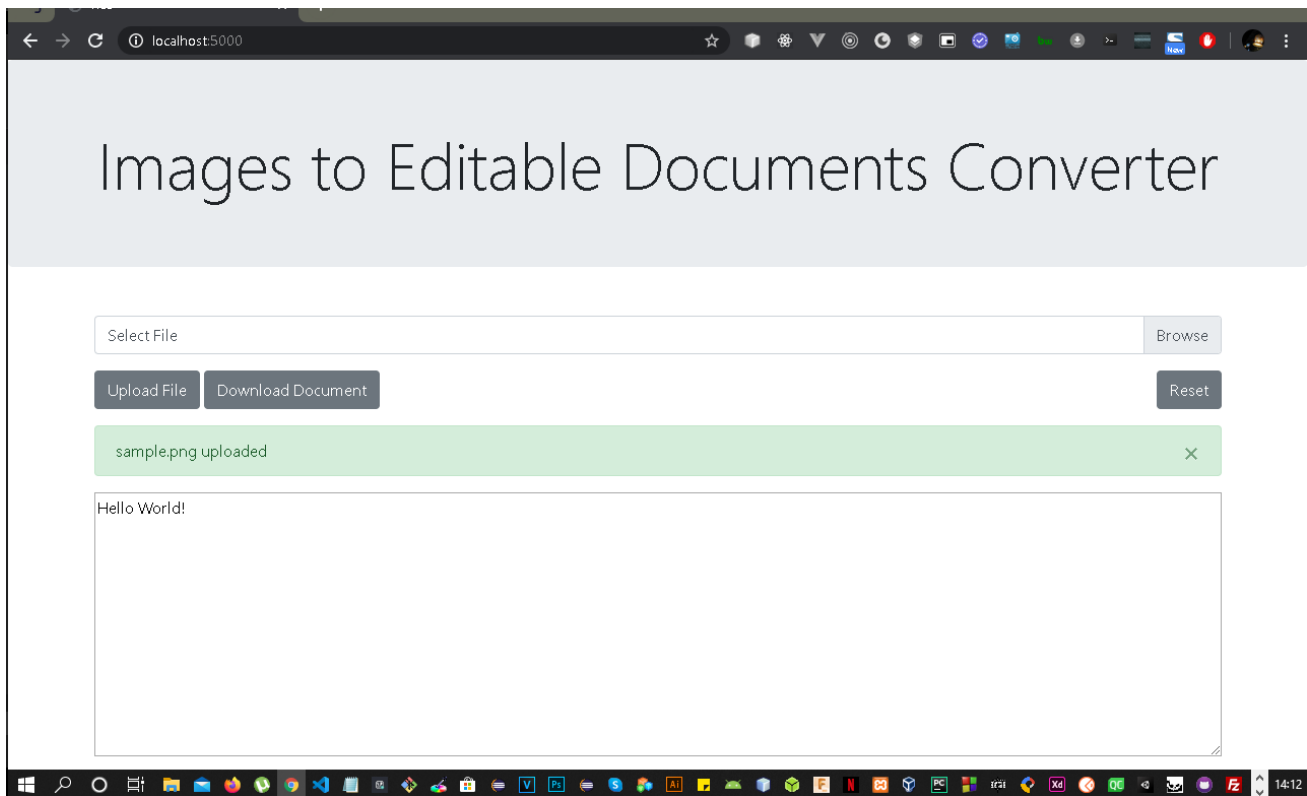 localhost:5000
New
Images to Editable Documents Converter
Select File
Browse
Upload File
Download Document
Reset
sample.png uploaded
Hello World!
14:12